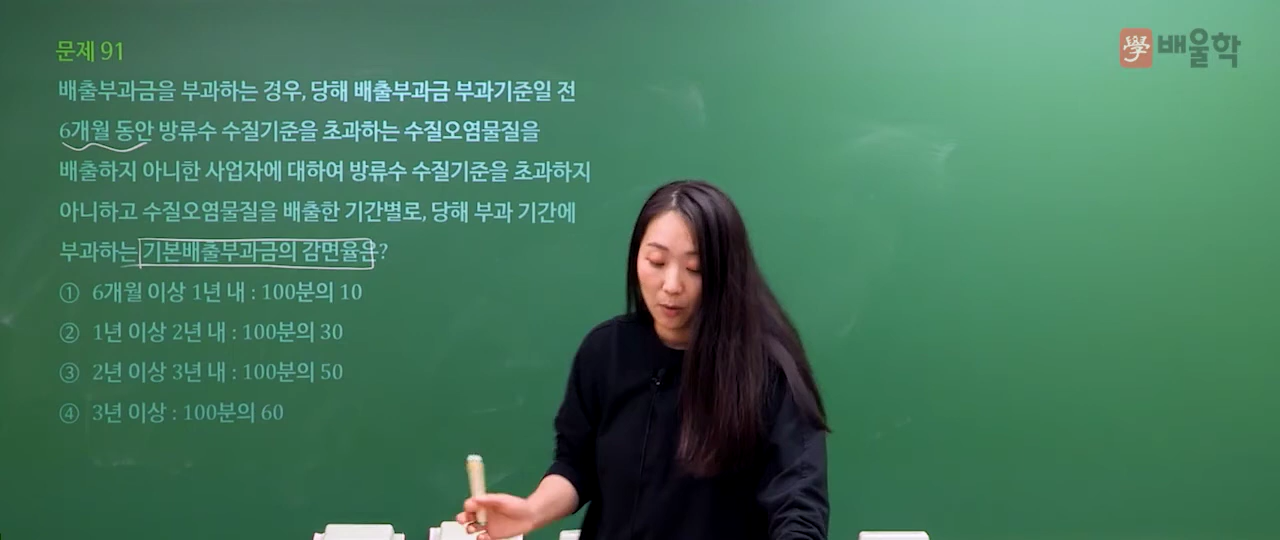 문제 91
學 배울학
배출부과금을 부과하는 경우, 당해 배출부과금 부과기준일 전
6개월 동안 방류수 수질기준을 초과하는 수질오염물질을
배출하지 아니한 사업자에 대하여 방류수 수질기준을 초과하지
아니하고 수질오염물질을 배출한 기간별로, 당해 부과 기간에
부과하는 기본배출부과금의 감면율은?
① 6개월 이상 1년 내 : 100분의 10
② 1년 이상 2년 내 : 100분의 30
③ 2년 이상 3년 내 : 100분의 50
④ 3년 이상 : 100분의 60